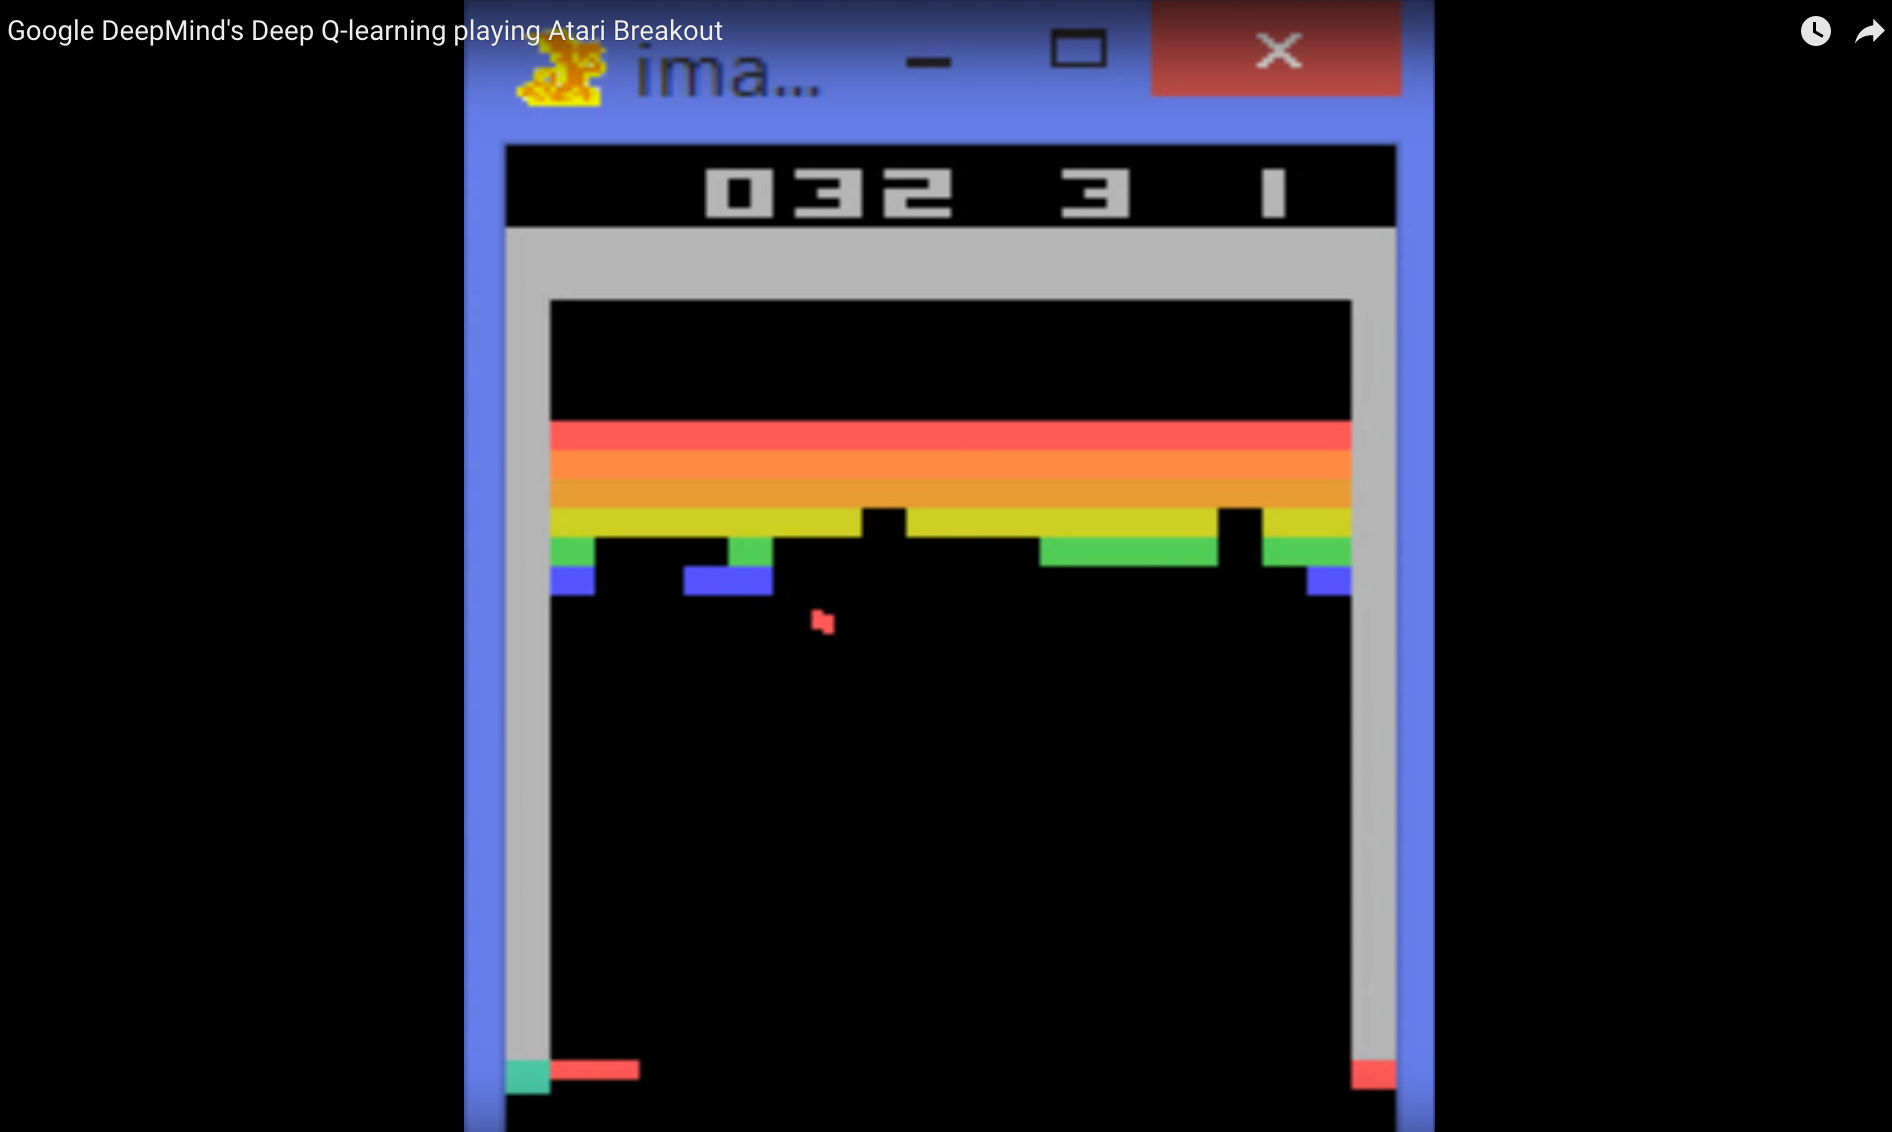 Google DeepMind's Deep Q-learning playing Atari Breakout
ima...
032 3 1